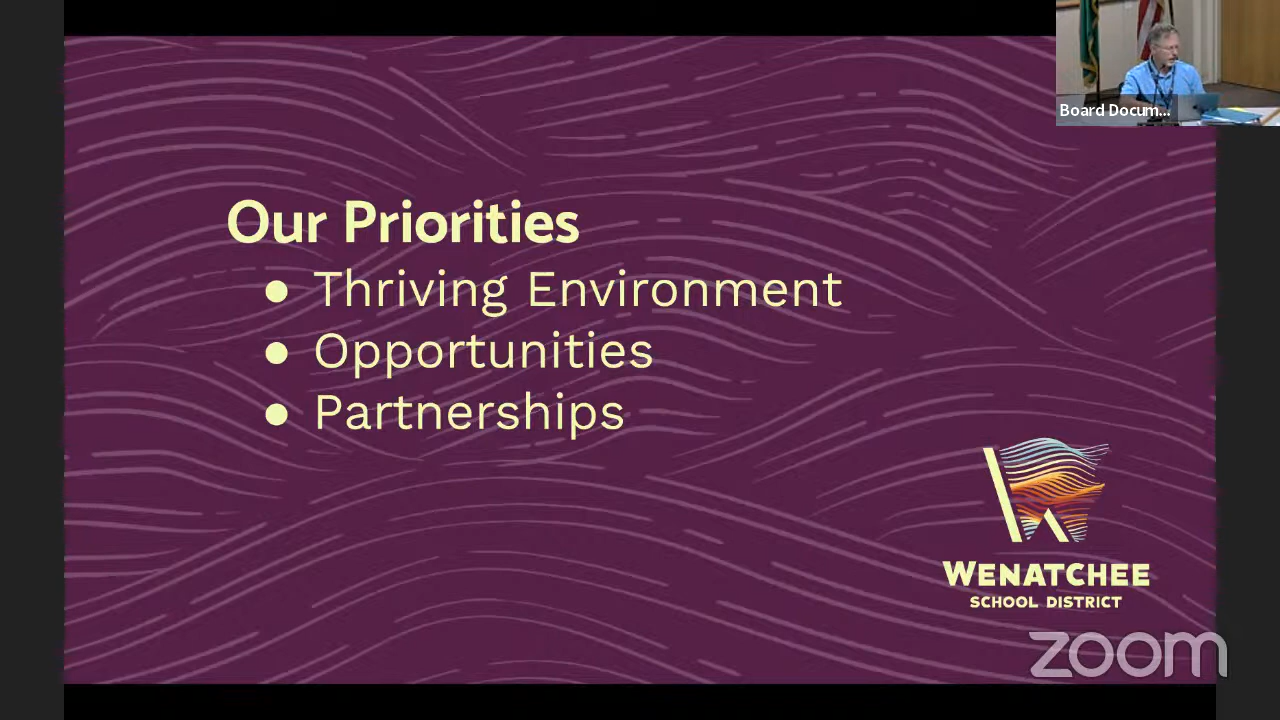 Board Docum...
Our Priorities
● Thriving Environment
● Opportunities
● Partnerships
WENATCHEE
SCHOOL DISTRICT
zoom